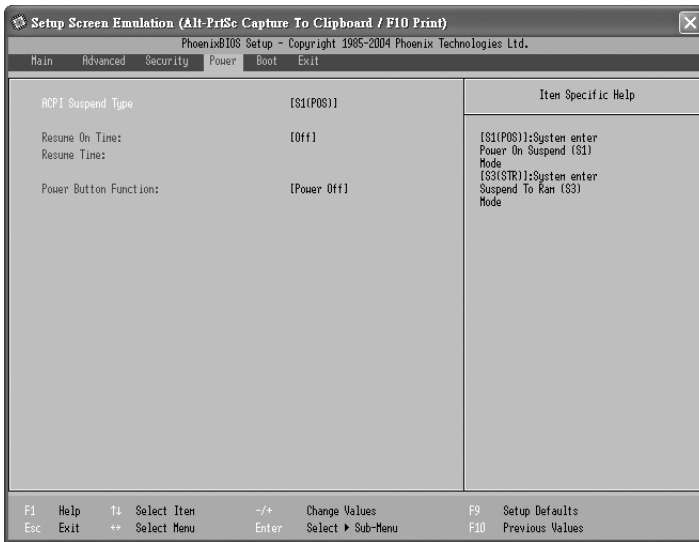 Setup Screen Emulation (Alt-PrtSc Capture To Clipboard / F10 Print)
PhoenixBIOS Setup - Copyright 1985-2004 Phoenix Technologies Ltd.
Main Advanced Security Power Boot Exit
ACPI Suspend Type [S1(POS)]
Resume On Time: [Off]
Resume Time:
Power Button Function: [Power Off]
Item Specific Help
[S1(POS)]:System enter
Power On Suspend (S1)
Mode
[S3(STR)]:System enter
Suspend To Ram (S3)
Mode
F1 Help ↑↓ Select Item -/+ Change Values F9 Setup Defaults
Esc Exit ↔ Select Menu Enter Select ▶ Sub-Menu F10 Previous Values